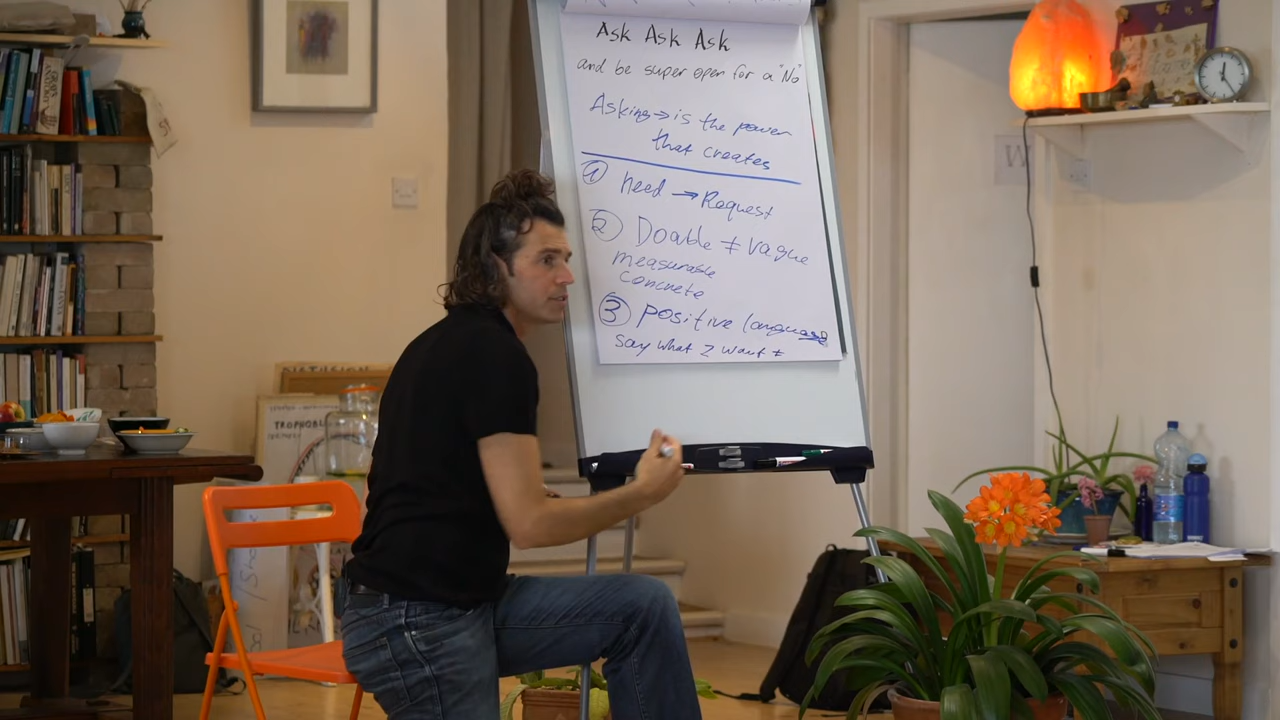 Ask Ask Ask
and be super open for a "No"
Asking → is the power
that creates
① Need → Request
② Doable ≠ vague
measurable
concrete
③ Positive language
Say what I want ≠
TROPHOBL
W